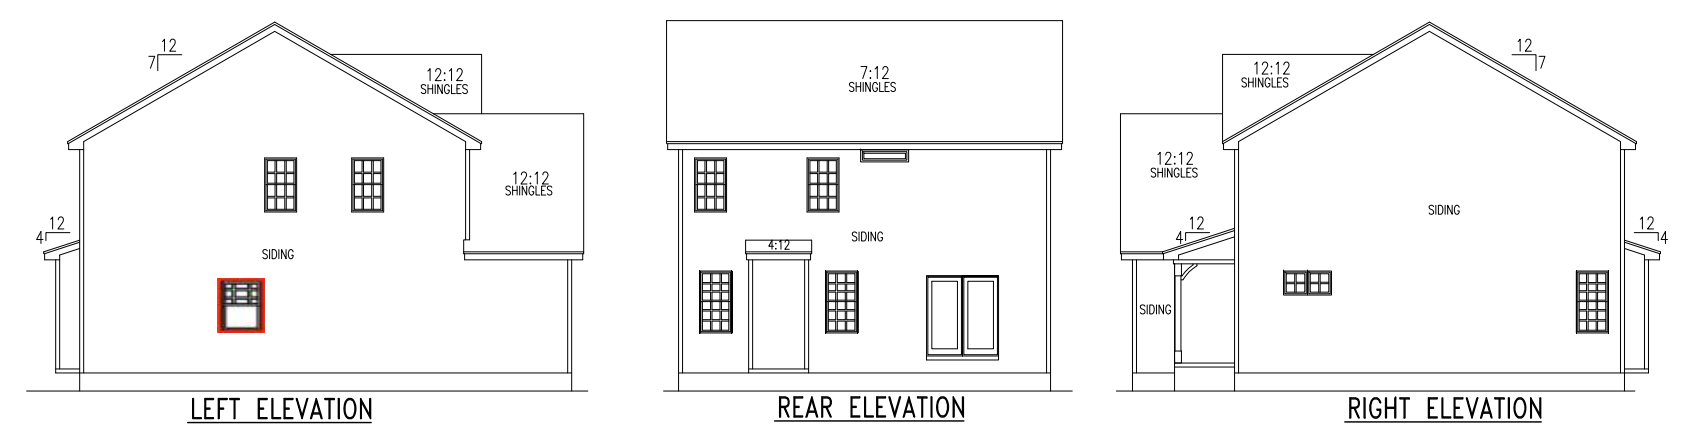 12
7
12:12
SHINGLES
12:12
SHINGLES
12
4
SIDING
LEFT ELEVATION
7:12
SHINGLES
SIDING
4:12
REAR ELEVATION
12
7
12:12
SHINGLES
12:12
SHINGLES
12
4
SIDING
12
4
SIDING
RIGHT ELEVATION